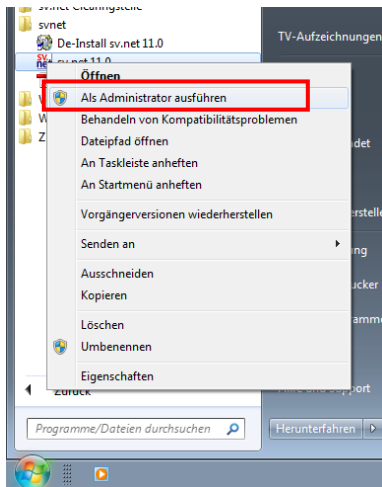 sv.net Clearingstelle
svnet
De-Install sv.net 11.0
sv.net 11.0
TV-Aufzeichnungen
Öffnen
Als Administrator ausführen
Behandeln von Kompatibilitätsproblemen
Dateipfad öffnen
An Taskleiste anheften
An Startmenü anheften
Vorgängerversionen wiederherstellen
Senden an
Ausschneiden
Kopieren
Löschen
Umbenennen
Eigenschaften
Zurück
Programme/Dateien durchsuchen
Herunterfahren